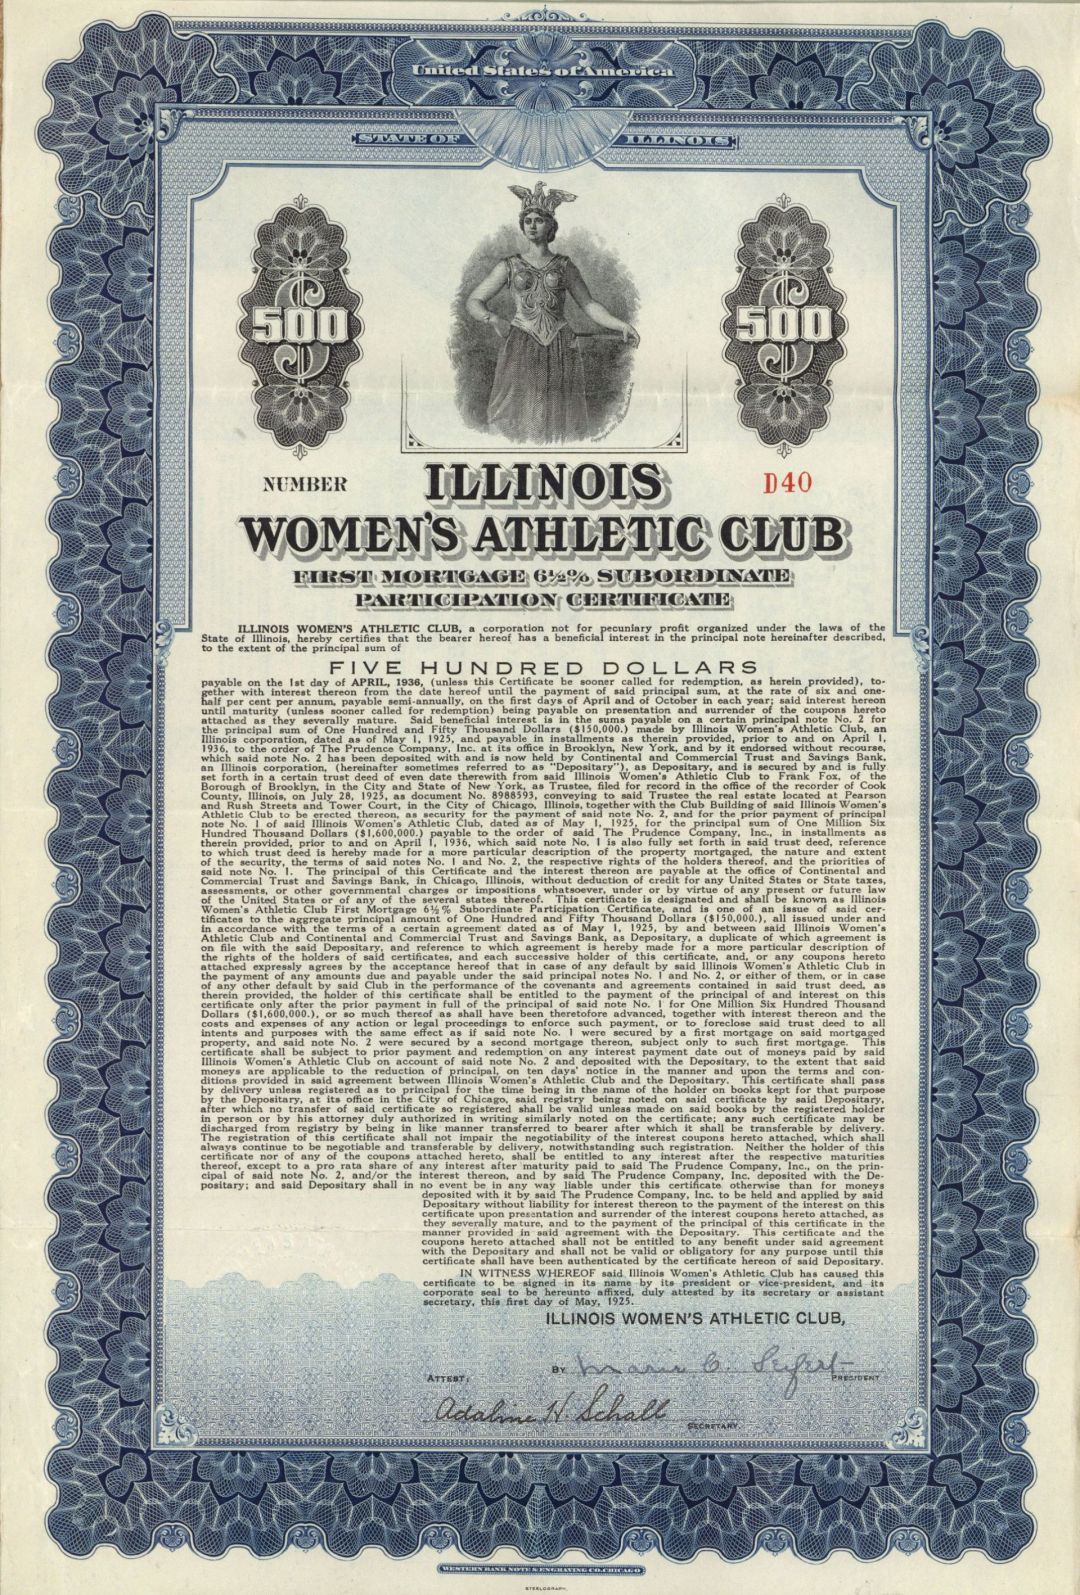 United States of America
STATE OF ILLINOIS
$ 500
$ 500
NUMBER
D40
ILLINOIS
WOMEN'S ATHLETIC CLUB
FIRST MORTGAGE 6½% SUBORDINATE
PARTICIPATION CERTIFICATE
ILLINOIS WOMEN'S ATHLETIC CLUB, a corporation not for pecuniary profit organized under the laws of the
State of Illinois, hereby certifies that the bearer hereof has a beneficial interest in the principal note hereinafter described,
to the extent of the principal sum of
FIVE HUNDRED DOLLARS
payable on the 1st day of APRIL, 1936, (unless this Certificate be sooner called for redemption, as herein provided), to-
gether with interest thereon from the date hereof until the payment of said principal sum, at the rate of six and one-
half per cent per annum, payable semi-annually, on the first days of April and of October in each year; said interest hereon
until maturity (unless sooner called for redemption) being payable on presentation and surrender of the coupons hereto
attached as they severally mature. Said beneficial interest is in the sums payable on a certain principal note No. 2 for
the principal sum of One Hundred and Fifty Thousand Dollars ($150,000.) made by Illinois Women's Athletic Club, an
Illinois corporation, dated as of May 1, 1925, and payable in installments as therein provided, prior to and on April 1,
1936, to the order of The Prudence Company, Inc. at its office in Brooklyn, New York, and by it endorsed without recourse,
which said note No. 2 has been deposited with and is now held by Continental and Commercial Trust and Savings Bank,
an Illinois corporation, (hereinafter sometimes referred to as "Depositary"), as Depositary, and is secured by and is fully
set forth in a certain trust deed of even date therewith from said Illinois Women's Athletic Club to Frank Fox, of the
Borough of Brooklyn, in the City and State of New York, as Trustee, filed for record in the office of the recorder of Cook
County, Illinois, on July 28, 1925, as document No. 8988593, conveying to said Trustee the real estate located at Pearson
and Rush Streets and Tower Court, in the City of Chicago, Illinois, together with the Club Building of said Illinois Women's
Athletic Club to be erected thereon, as security for the payment of said note No. 2, and for the prior payment of principal
note No. 1 of said Illinois Women's Athletic Club, dated as of May 1, 1925, for the principal sum of One Million Six
Hundred Thousand Dollars ($1,600,000.) payable to the order of said The Prudence Company, Inc., in installments as
therein provided, prior to and on April 1, 1936, which said note No. 1 is also fully set forth in said trust deed, reference
to which trust deed is hereby made for a more particular description of the property mortgaged, the nature and extent
of the security, the terms of said notes No. 1 and No. 2, the respective rights of the holders thereof, and the priorities of
said note No. 1. The principal of this Certificate and the interest thereon are payable at the office of Continental and
Commercial Trust and Savings Bank, in Chicago, Illinois, without deduction of credit for any United States or State taxes,
assessments, or other governmental charges or impositions whatsoever, under or by virtue of any present or future law
of the United States or of any of the several states thereof. This certificate is designated and shall be known as Illinois
Women's Athletic Club First Mortgage 6½% Subordinate Participation Certificate, and is one of an issue of said cer-
tificates to the aggregate principal amount of One Hundred and Fifty Thousand Dollars ($150,000.), all issued under and
in accordance with the terms of a certain agreement dated as of May 1, 1925, by and between said Illinois Women's
Athletic Club and Continental and Commercial Trust and Savings Bank, as Depositary, a duplicate of which agreement is
on file with the said Depositary, and reference to which agreement is hereby made for a more particular description of
the rights of the holders of said certificates, and each successive holder of this certificate, and, or any coupons hereto
attached expressly agrees by the acceptance hereof that in case of any default by said Illinois Women's Athletic Club in
the payment of any amounts due and payable under the said principal notes No. 1 and No. 2, or either of them, or in case
of any other default by said Club in the performance of the covenants and agreements contained in said trust deed, as
therein provided, the holder of this certificate shall be entitled to the payment of the principal of and interest on this
certificate only after the prior payment in full of the principal of said note No. 1 for One Million Six Hundred Thousand
Dollars ($1,600,000.), or so much thereof as shall have been theretofore advanced, together with interest thereon and the
costs and expenses of any action or legal proceedings to enforce such payment, or to foreclose said trust deed to all
intents and purposes with the same effect as if said note No. 1 were secured by a first mortgage on said mortgaged
property, and said note No. 2 were secured by a second mortgage thereon, subject only to such first mortgage. This
certificate shall be subject to prior payment and redemption on any interest payment date out of moneys paid by said
Illinois Women's Athletic Club on account of said note No. 2 and deposited with the Depositary, to the extent that said
moneys are applicable to the reduction of principal, on ten days' notice in the manner and upon the terms and con-
ditions provided in said agreement between Illinois Women's Athletic Club and the Depositary. This certificate shall pass
by delivery unless registered as to principal for the time being in the name of the holder on books kept for that purpose
by the Depositary, at its office in the City of Chicago, said registry being noted on said certificate by said Depositary,
after which no transfer of said certificate so registered shall be valid unless made on said books by the registered holder
in person or by his attorney duly authorized in writing similarly noted on the certificate; any such certificate may be
discharged from registry by being in like manner transferred to bearer after which it shall be transferable by delivery.
The registration of this certificate shall not impair the negotiability of the interest coupons hereto attached, which shall
always continue to be negotiable and transferable by delivery, notwithstanding such registration. Neither the holder of this
certificate nor of any of the coupons attached hereto, shall be entitled to any interest after the respective maturities
thereof, except to a pro rata share of any interest after maturity paid to said The Prudence Company, Inc., on the prin-
cipal of said note No. 2, and/or the interest thereon, and by said The Prudence Company, Inc. deposited with the De-
positary; and said Depositary shall in no event be in any way liable under this certificate otherwise than for moneys
deposited with it by said The Prudence Company, Inc. to be held and applied by said
Depositary without liability for interest thereon to the payment of the interest on this
certificate upon presentation and surrender of the interest coupons hereto attached, as
they severally mature, and to the payment of the principal of this certificate in the
manner provided in said agreement with the Depositary. This certificate and the
coupons hereto attached shall not be entitled to any benefit under said agreement
with the Depositary and shall not be valid or obligatory for any purpose until this
certificate shall have been authenticated by the certificate hereon of said Depositary.
IN WITNESS WHEREOF said Illinois Women's Athletic Club has caused this
certificate to be signed in its name by its president or vice-president, and its
corporate seal to be hereunto affixed, duly attested by its secretary or assistant
secretary, this first day of May, 1925.
ILLINOIS WOMEN'S ATHLETIC CLUB,
BY Marie C. Seifert
PRESIDENT
ATTEST:
Adaline H. Schall
SECRETARY.
WESTERN BANK NOTE & ENGRAVING CO. CHICAGO
STEELOGRAPH.